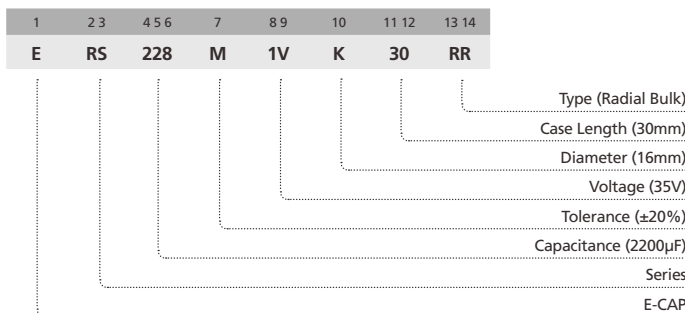 1 2 3 4 5 6 7 8 9 10 11 12 13 14
E RS 228 M 1V K 30 RR
Type (Radial Bulk)
Case Length (30mm)
Diameter (16mm)
Voltage (35V)
Tolerance (±20%)
Capacitance (2200µF)
Series
E-CAP